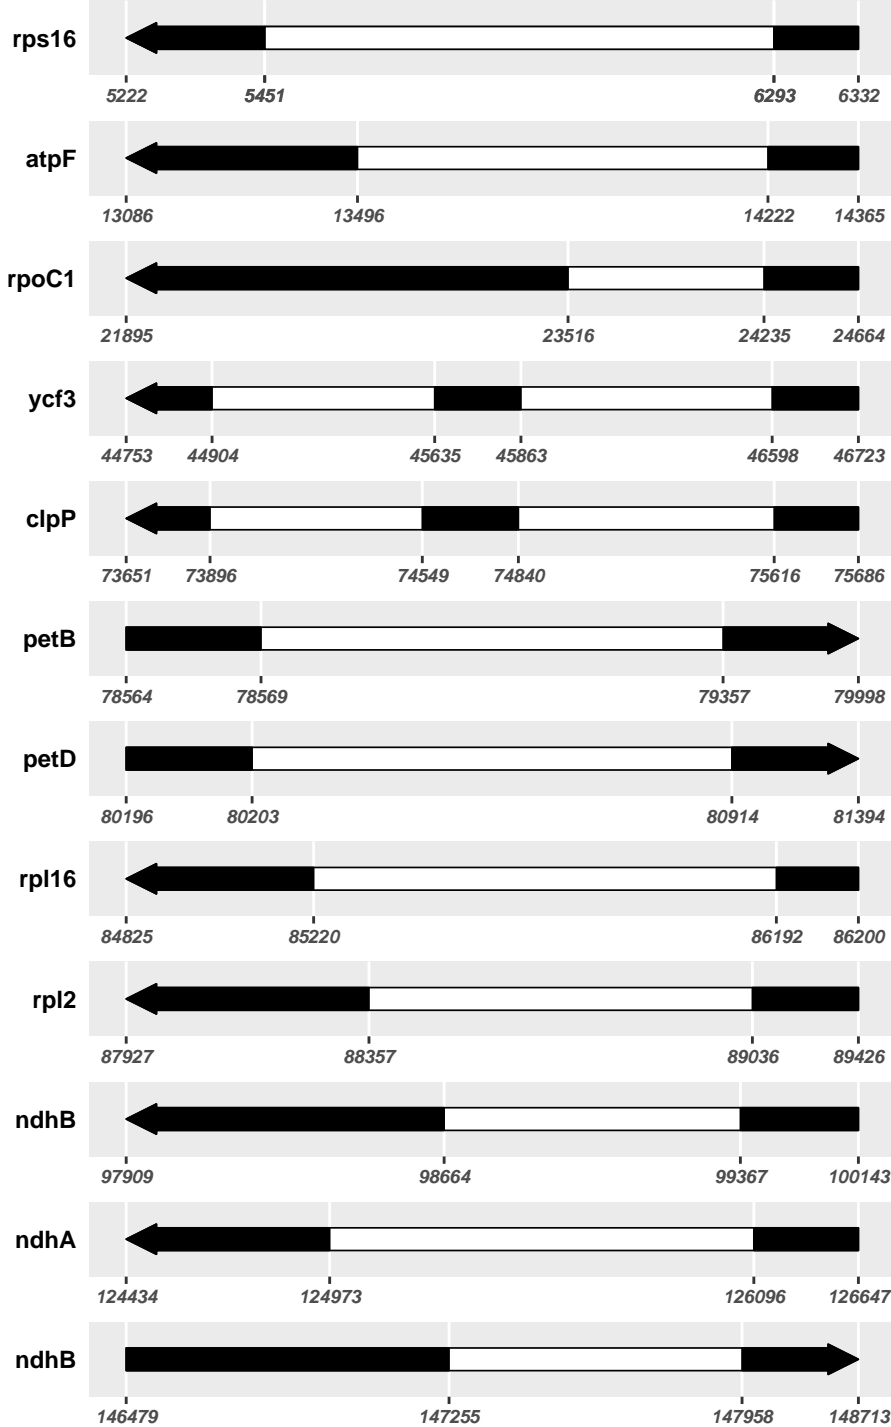 rps16
5222 5451 6293 6332
atpF
13086 13496 14222 14365
rpoC1
21895 23516 24235 24664
ycf3
44753 44904 45635 45863 46598 46723
clpP
73651 73896 74549 74840 75616 75686
petB
78564 78569 79357 79998
petD
80196 80203 80914 81394
rpl16
84825 85220 86192 86200
rpl2
87927 88357 89036 89426
ndhB
97909 98664 99367 100143
ndhA
124434 124973 126096 126647
ndhB
146479 147255 147958 148713